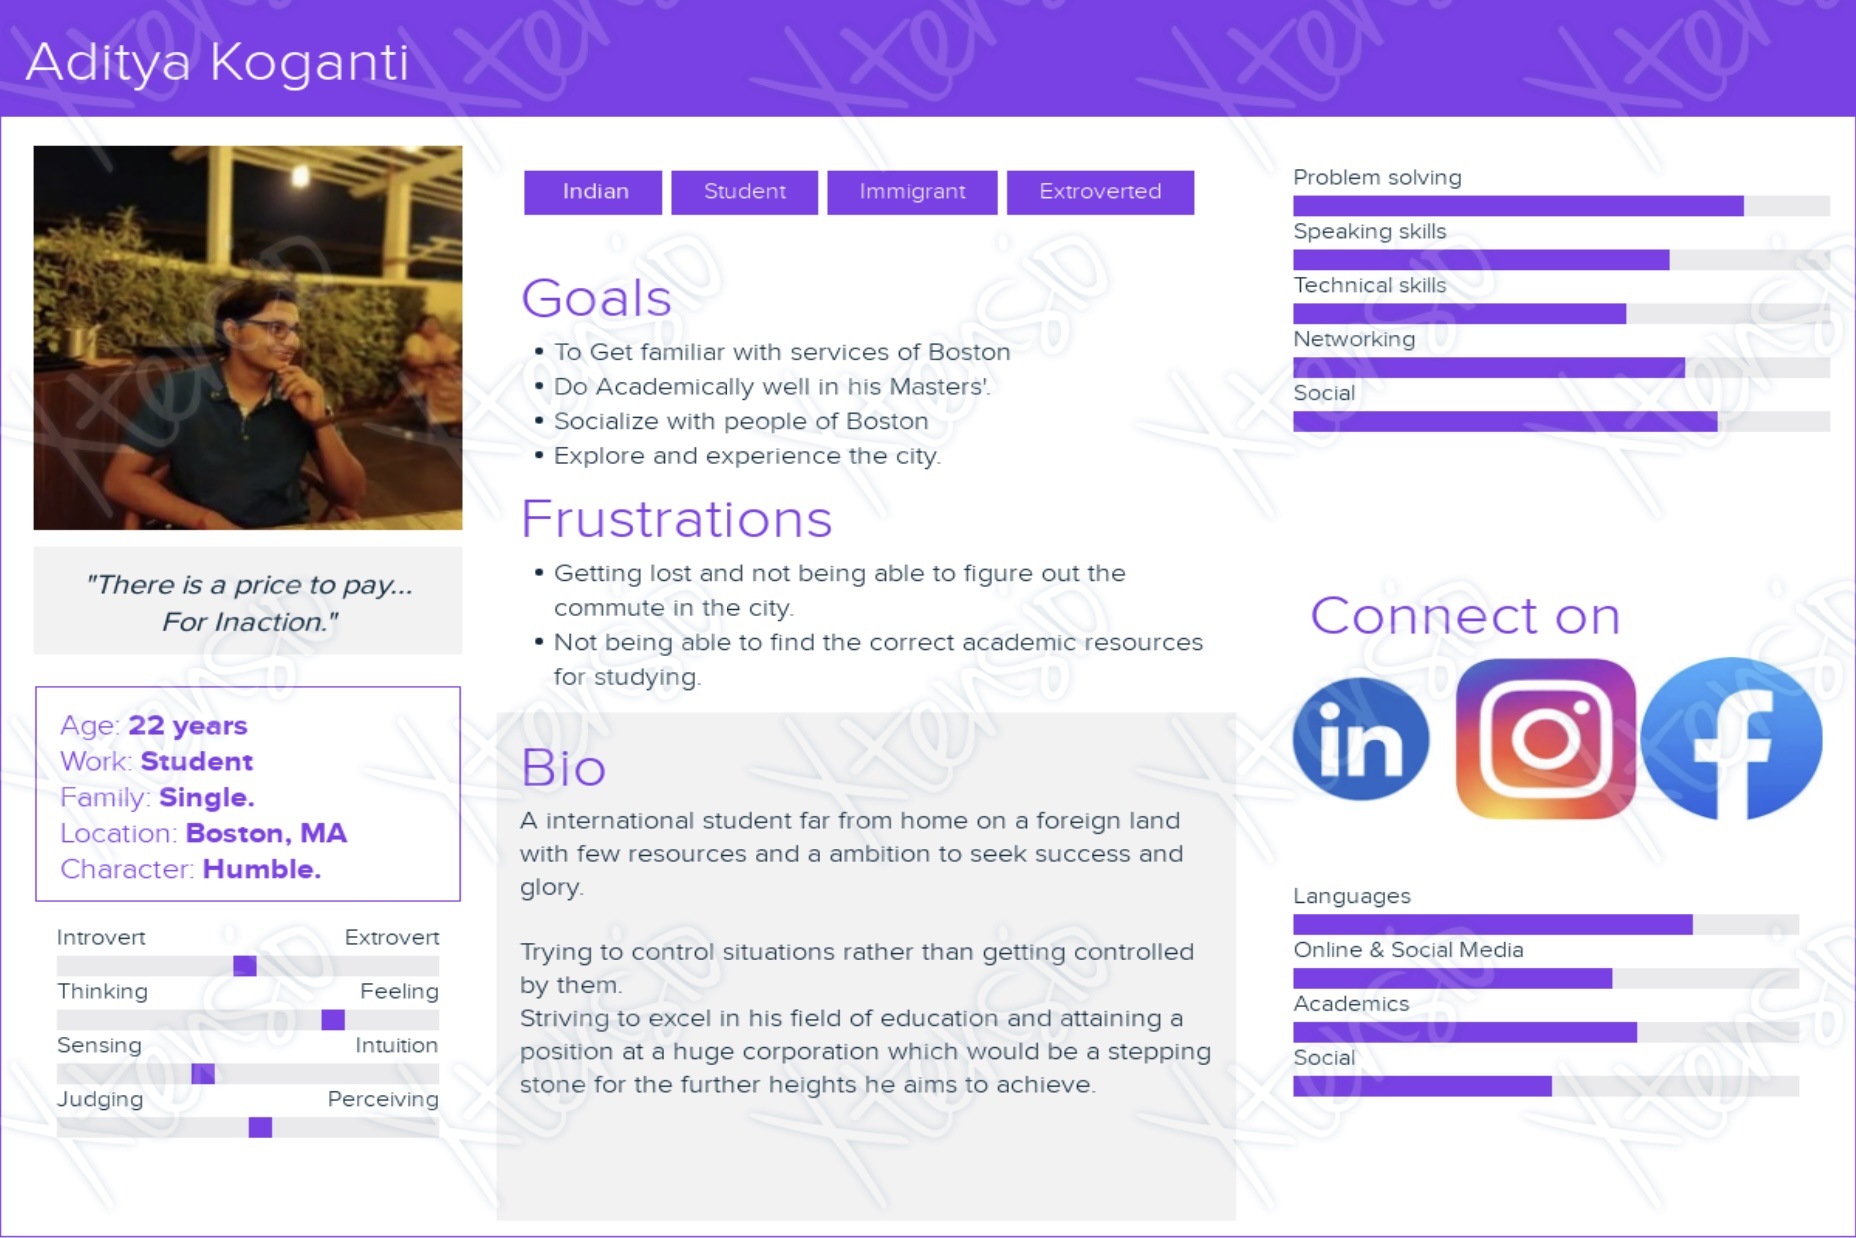 Aditya Koganti
"There is a price to pay...
For Inaction."
Age: 22 years
Work: Student
Family: Single.
Location: Boston, MA
Character: Humble.
Introvert Extrovert
Thinking Feeling
Sensing Intuition
Judging Perceiving
Indian Student Immigrant Extroverted
Goals
• To Get familiar with services of Boston
• Do Academically well in his Masters'.
• Socialize with people of Boston
• Explore and experience the city.
Frustrations
• Getting lost and not being able to figure out the
commute in the city.
• Not being able to find the correct academic resources
for studying.
Bio
A international student far from home on a foreign land
with few resources and a ambition to seek success and
glory.
Trying to control situations rather than getting controlled
by them.
Striving to excel in his field of education and attaining a
position at a huge corporation which would be a stepping
stone for the further heights he aims to achieve.
Problem solving
Speaking skills
Technical skills
Networking
Social
Connect on
in
Languages
Online & Social Media
Academics
Social
Xtensio